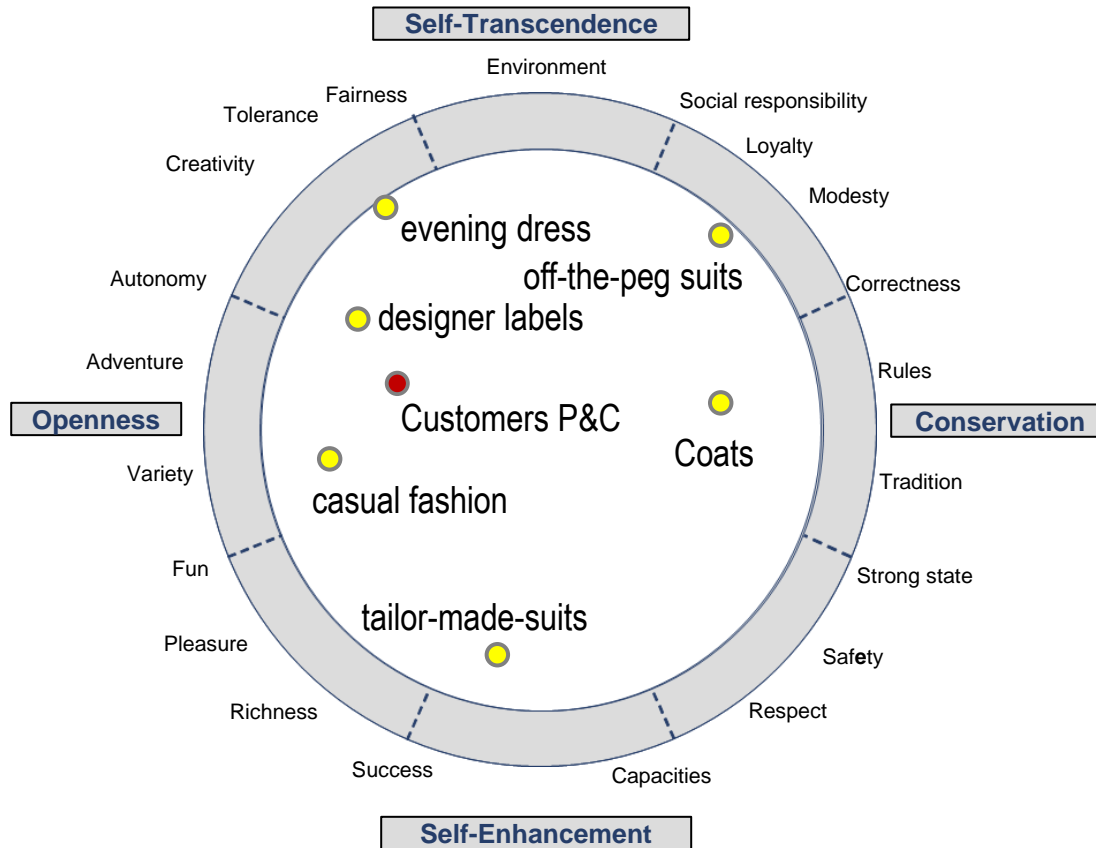 Self-Transcendence
Environment
Fairness
Social responsibility
Tolerance
Loyalty
Creativity
Modesty
evening dress
off-the-peg suits
Autonomy
Correctness
designer labels
Adventure
Rules
Customers P&C
Openness
Conservation
Coats
Variety
Tradition
casual fashion
Fun
Strong state
tailor-made-suits
Pleasure
Safety
Richness
Respect
Success
Capacities
Self-Enhancement